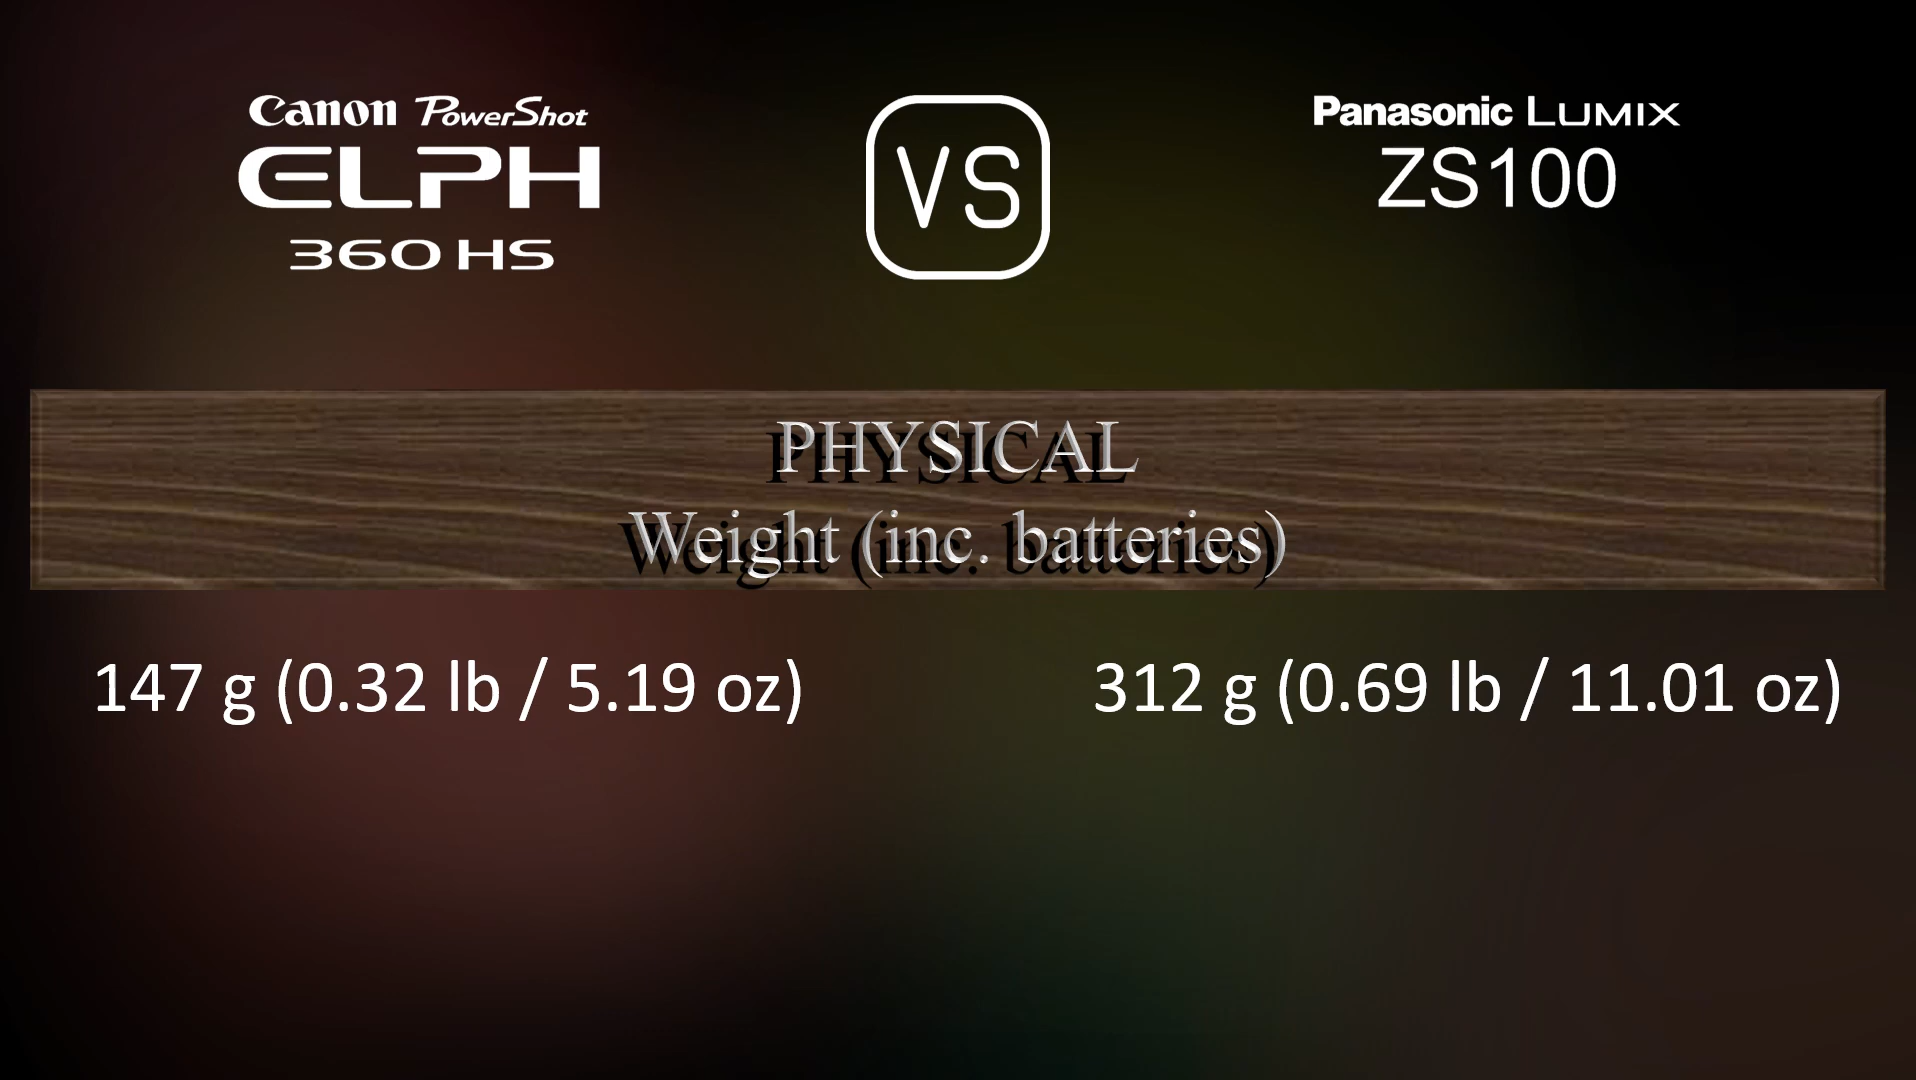 Canon PowerShot
ELPH
360 HS
VS
Panasonic LUMIX
ZS100
PHYSICAL
Weight (inc. batteries)
147 g (0.32 lb / 5.19 oz)
312 g (0.69 lb / 11.01 oz)